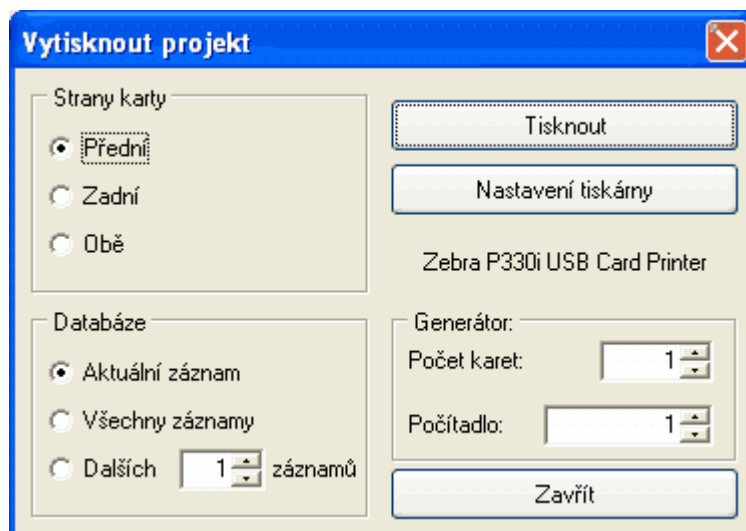 Vytisknout projekt
Strany karty
Přední
Zadní
Obě
Tisknout
Nastavení tiskárny
Zebra P330i USB Card Printer
Databáze
Aktuální záznam
Všechny záznamy
Dalších 1 záznamů
Generátor:
Počet karet: 1
Počítadlo: 1
Zavřít